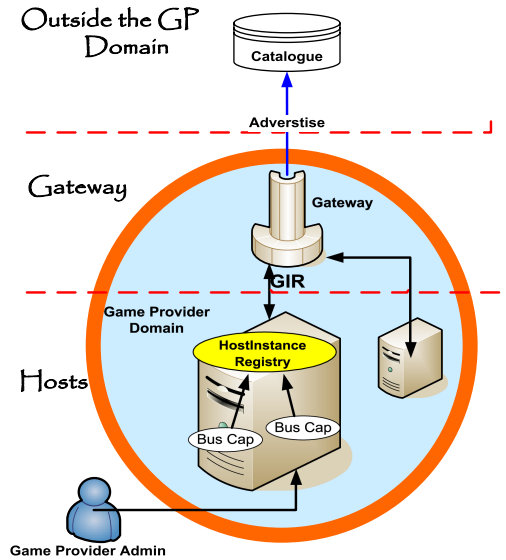 Outside the GP
Domain
Catalogue
Adverstise
Gateway
Gateway
GIR
Game Provider
Domain
HostInstance
Registry
Hosts
Bus Cap
Bus Cap
Game Provider Admin